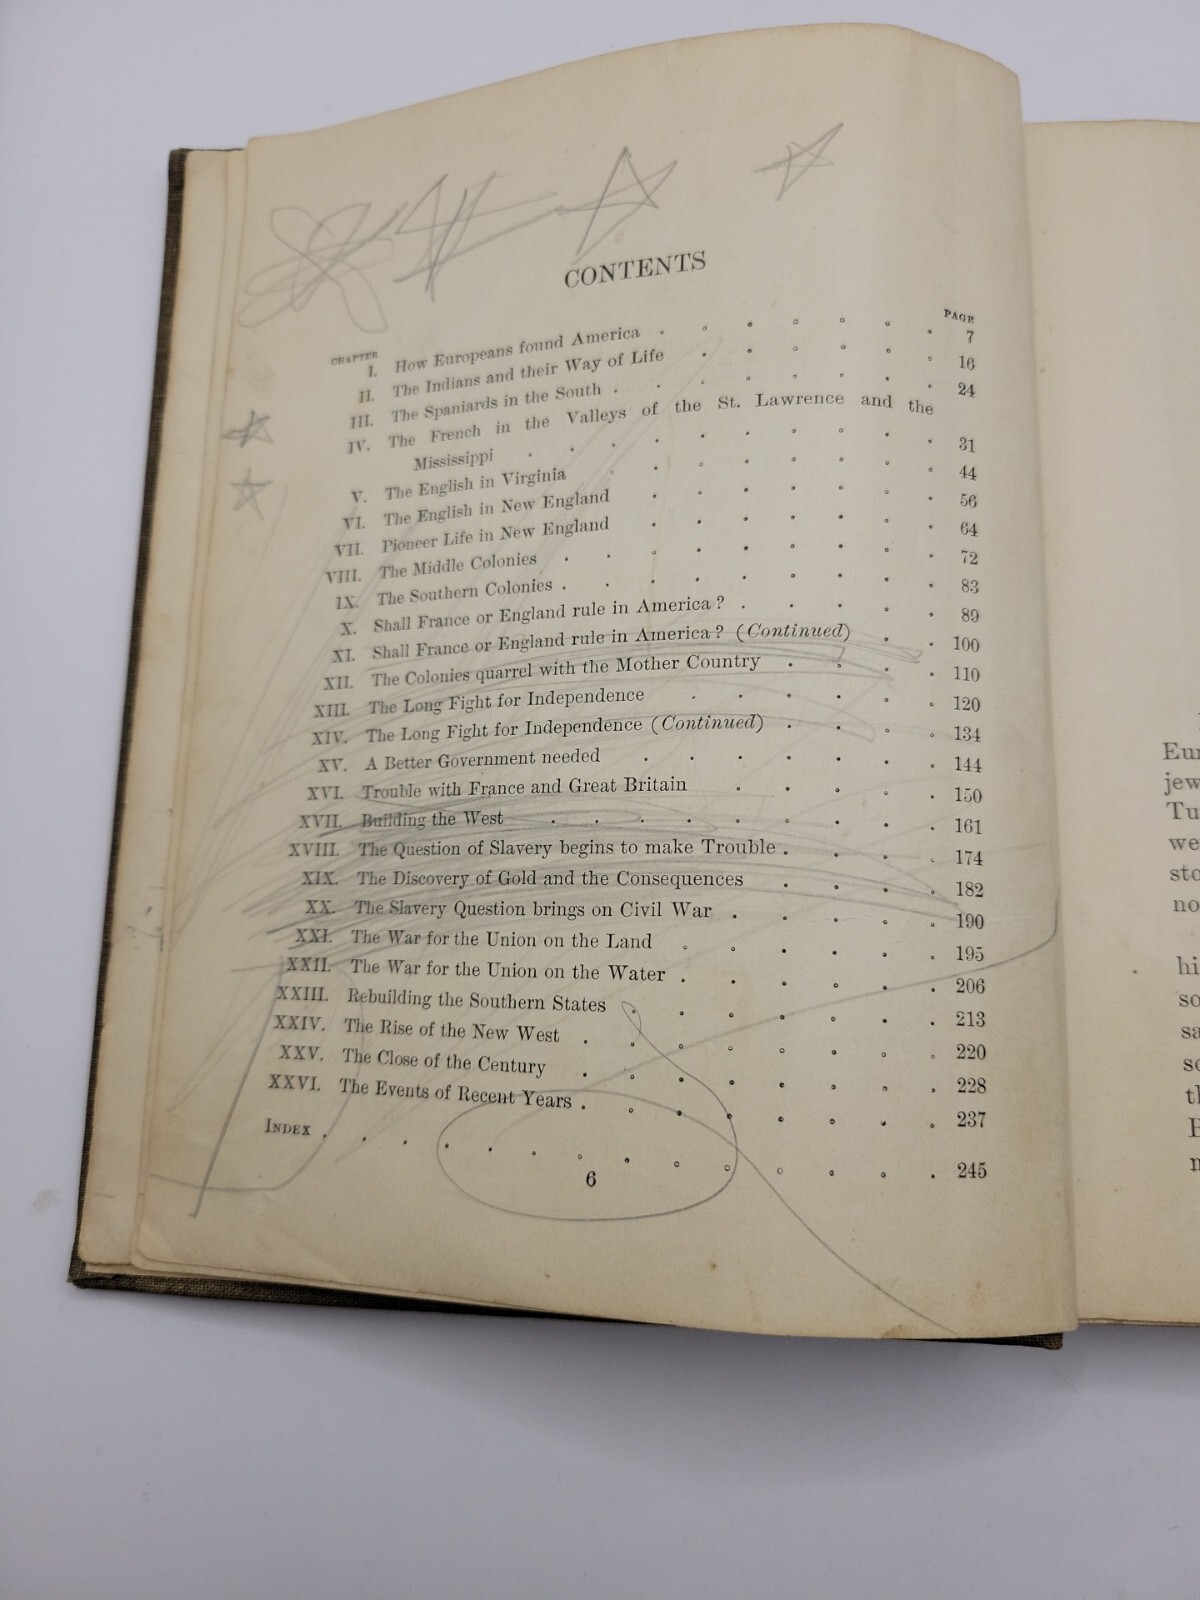 CONTENTS
CHAPTER PAGE
I. How Europeans found America . . . . . . . 7
II. The Indians and their Way of Life . . . . . . 16
III. The Spaniards in the South . . . . . . . . 24
IV. The French in the Valleys of the St. Lawrence and the
Mississippi . . . . . . . . . . 31
V. The English in Virginia . . . . . . . . 44
VI. The English in New England . . . . . . . 56
VII. Pioneer Life in New England . . . . . . . 64
VIII. The Middle Colonies . . . . . . . . . 72
IX. The Southern Colonies . . . . . . . . . 83
X. Shall France or England rule in America? . . . . . 89
XI. Shall France or England rule in America? (Continued) . . 100
XII. The Colonies quarrel with the Mother Country . . . . 110
XIII. The Long Fight for Independence . . . . . . 120
XIV. The Long Fight for Independence (Continued) . . . . 134
XV. A Better Government needed . . . . . . . 144
XVI. Trouble with France and Great Britain . . . . . 150
XVII. Building the West . . . . . . . . . 161
XVIII. The Question of Slavery begins to make Trouble . . . . 174
XIX. The Discovery of Gold and the Consequences . . . . 182
XX. The Slavery Question brings on Civil War . . . . . 190
XXI. The War for the Union on the Land . . . . . . 195
XXII. The War for the Union on the Water . . . . . . 206
XXIII. Rebuilding the Southern States . . . . . . . 213
XXIV. The Rise of the New West . . . . . . . . 220
XXV. The Close of the Century . . . . . . . . 228
XXVI. The Events of Recent Years . . . . . . . . 237
INDEX . . . . . . . . . . . . . . 245
6
Tu
we
no